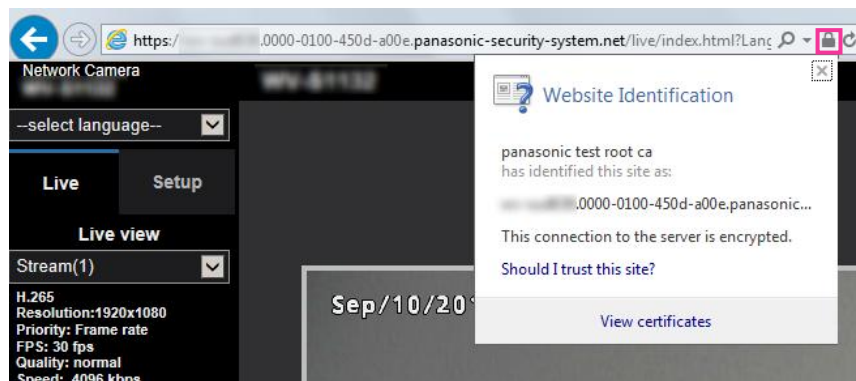 https:/ .0000-0100-450d-a00e.panasonic-security-system.net/live/index.html?Lang
Network Camera
--select language--
Live Setup
Live view
Stream(1)
H.265
Resolution:1920x1080
Priority: Frame rate
FPS: 30 fps
Quality: normal
Speed: 4096 kbps
Sep/10/201
Website Identification
panasonic test root ca
has identified this site as:
.0000-0100-450d-a00e.panasonic...
This connection to the server is encrypted.
Should I trust this site?
View certificates